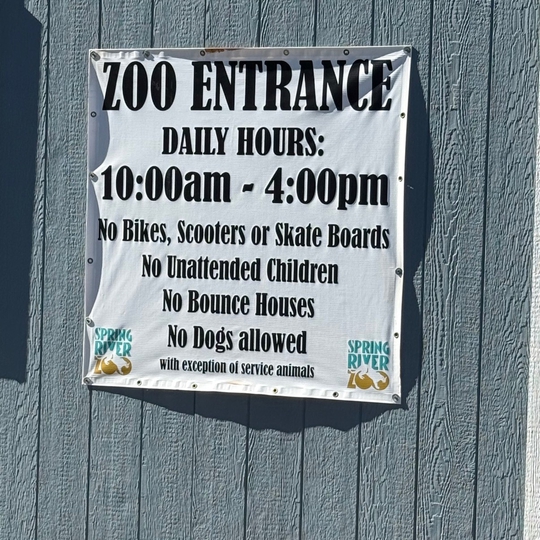 ZOO ENTRANCE
DAILY HOURS:
10:00am - 4:00pm
No Bikes, Scooters or Skate Boards
No Unattended Children
No Bounce Houses
No Dogs allowed
with exception of service animals
SPRING
RIVER
ZOO
SPRING
RIVER
ZOO